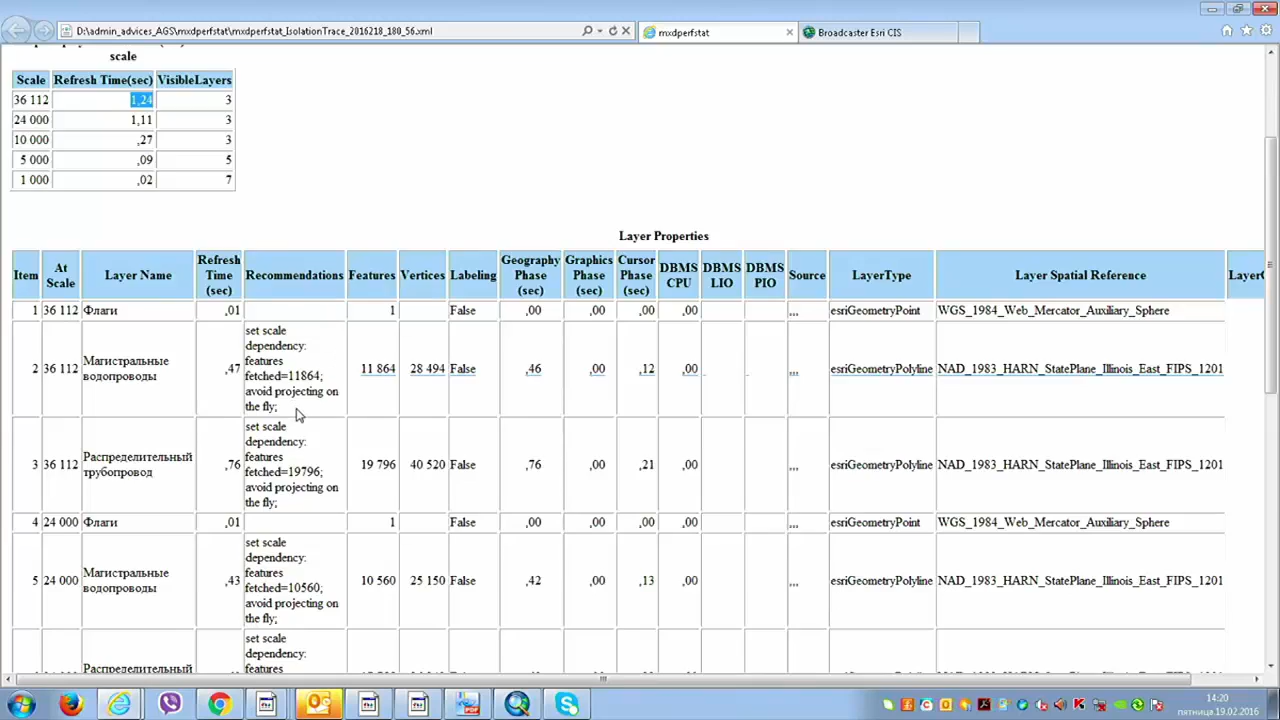 D:\admin_advices_AGS\mxdperfstat\mxdperfstat_IsolationTrace_2016218_180_56.xml
mxdperfstat
Broadcaster Esri CIS
scale
Scale Refresh Time(sec) VisibleLayers
36 112 1,24 3
24 000 1,11 3
10 000 ,27 3
5 000 ,09 5
1 000 ,02 7
Layer Properties
Item At Scale Layer Name Refresh Time (sec) Recommendations Features Vertices Labeling Geography Phase (sec) Graphics Phase (sec) Cursor Phase (sec) DBMS CPU DBMS LIO DBMS PIO Source LayerType Layer Spatial Reference
1 36 112 Флаги ,01 1 False ,00 ,00 ,00 ,00 ,,, esriGeometryPoint WGS_1984_Web_Mercator_Auxiliary_Sphere
2 36 112 Магистральные водопроводы ,47 set scale dependency: features fetched=11864; avoid projecting on the fly; 11 864 28 494 False ,46 ,00 ,12 ,00 ,,, esriGeometryPolyline NAD_1983_HARN_StatePlane_Illinois_East_FIPS_1201
3 36 112 Распределительный трубопровод ,76 set scale dependency: features fetched=19796; avoid projecting on the fly; 19 796 40 520 False ,76 ,00 ,21 ,00 ,,, esriGeometryPolyline NAD_1983_HARN_StatePlane_Illinois_East_FIPS_1201
4 24 000 Флаги ,01 1 False ,00 ,00 ,00 ,00 ,,, esriGeometryPoint WGS_1984_Web_Mercator_Auxiliary_Sphere
5 24 000 Магистральные водопроводы ,43 set scale dependency: features fetched=10560; avoid projecting on the fly; 10 560 25 150 False ,42 ,00 ,13 ,00 ,,, esriGeometryPolyline NAD_1983_HARN_StatePlane_Illinois_East_FIPS_1201
Распределительный set scale dependency: features
14:20
пятница,19.02.2016